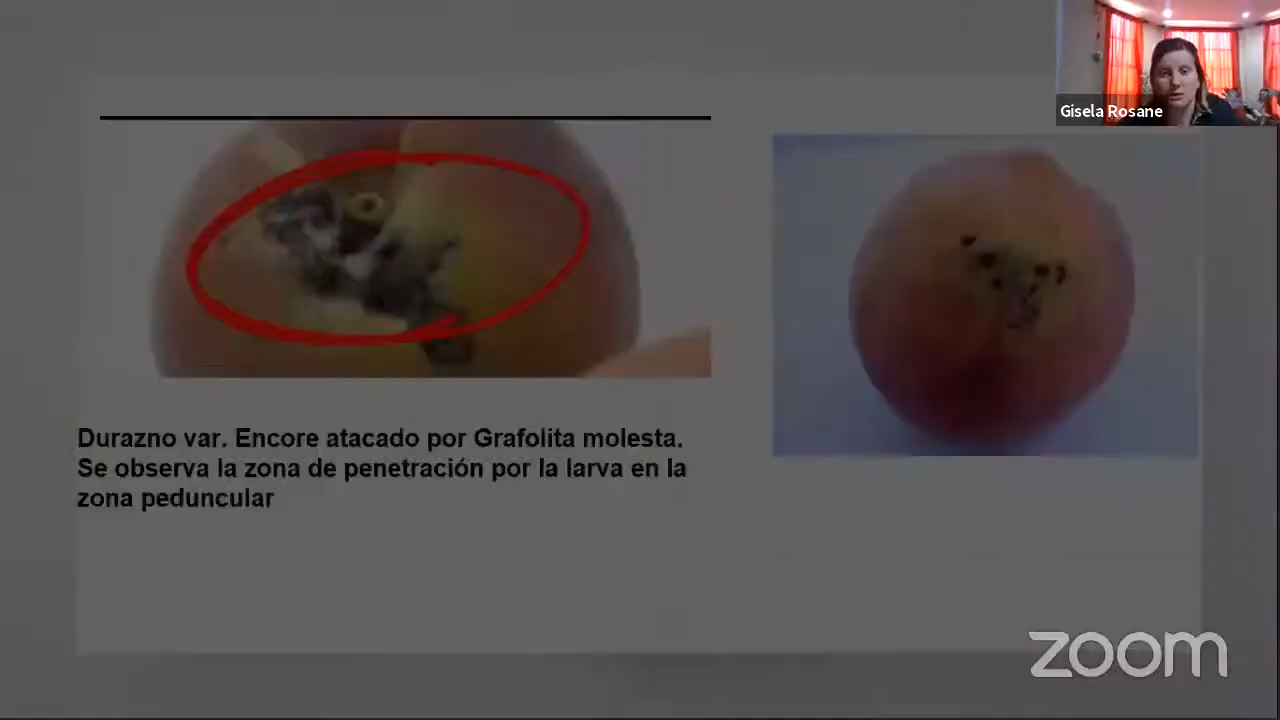 Gisela Rosane
Durazno var. Encore atacado por Grafolita molesta.
Se observa la zona de penetración por la larva en la
zona peduncular
zoom